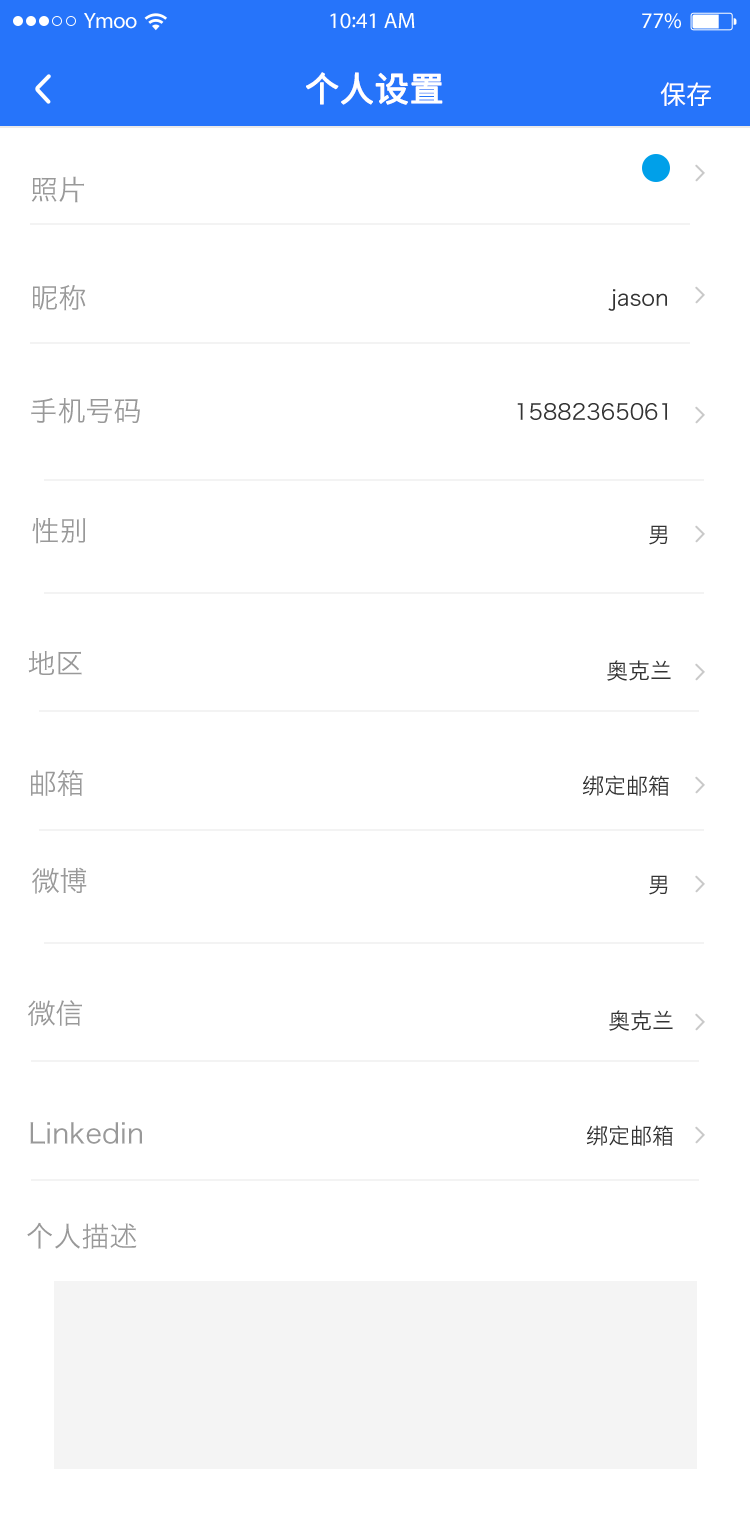 Ymoo 10:41 AM 77%
个人设置 保存
照片
昵称 jason
手机号码 15882365061
性别 男
地区 奥克兰
邮箱 绑定邮箱
微博 男
微信 奥克兰
Linkedin 绑定邮箱
个人描述